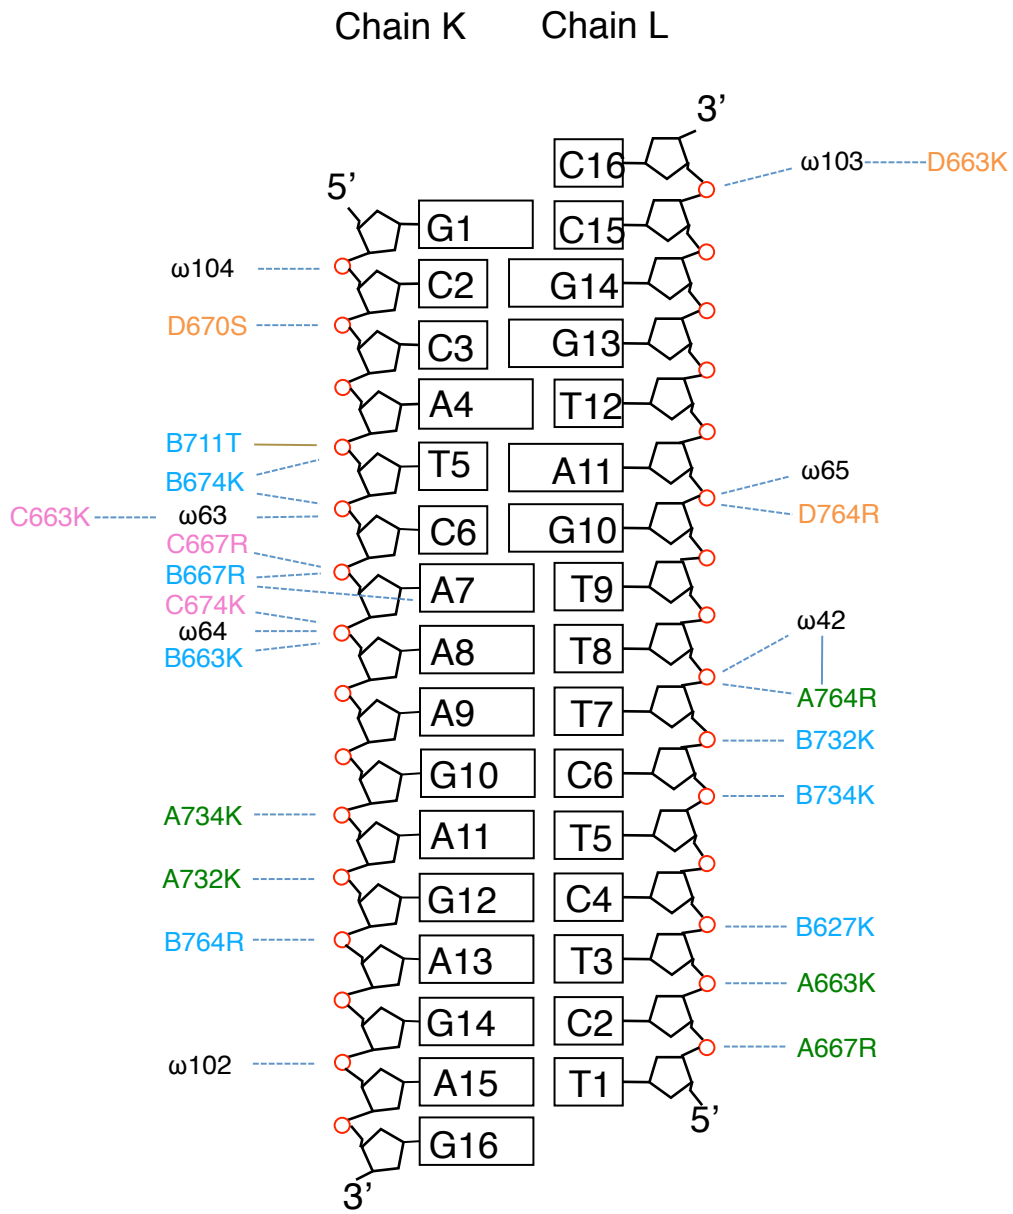 Chain K Chain L
3’
C16 ω103 D663K
5’
G1 C15
ω104 C2 G14
D670S C3 G13
A4 T12
B711T
T5 A11 ω65
B674K
C663K ω63 C6 G10 D764R
C667R
B667R A7 T9
C674K
ω64 A8 T8 ω42
B663K
A9 T7 A764R
B732K
G10 C6 B734K
A734K A11 T5
A732K G12 C4
B764R A13 T3 B627K
A663K
G14 C2
A667R
ω102 A15 T1
5’
G16
3’